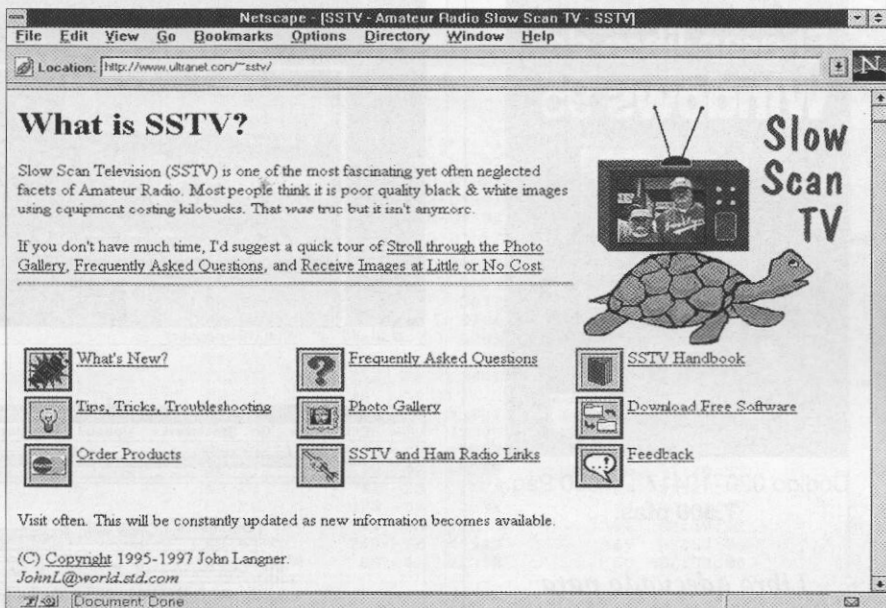 Netscape - [SSTV - Amateur Radio Slow Scan TV - SSTV]
File Edit View Go Bookmarks Options Directory Window Help
Location: http://www.ultranet.com/~sstv/
N
What is SSTV?
Slow Scan Television (SSTV) is one of the most fascinating yet often neglected
facets of Amateur Radio. Most people think it is poor quality black & white images
using equipment costing kilobucks. That was true but it isn't anymore.
If you don't have much time, I'd suggest a quick tour of Stroll through the Photo
Gallery, Frequently Asked Questions, and Receive Images at Little or No Cost.
Slow
Scan
TV
NEW
What's New?
?
Frequently Asked Questions
SSTV Handbook
Tips, Tricks, Troubleshooting
Photo Gallery
Download Free Software
Order Products
SSTV and Ham Radio Links
Feedback
Visit often. This will be constantly updated as new information becomes available.
(C) Copyright 1995-1997 John Langner.
JohnL@world.std.com
Document: Done